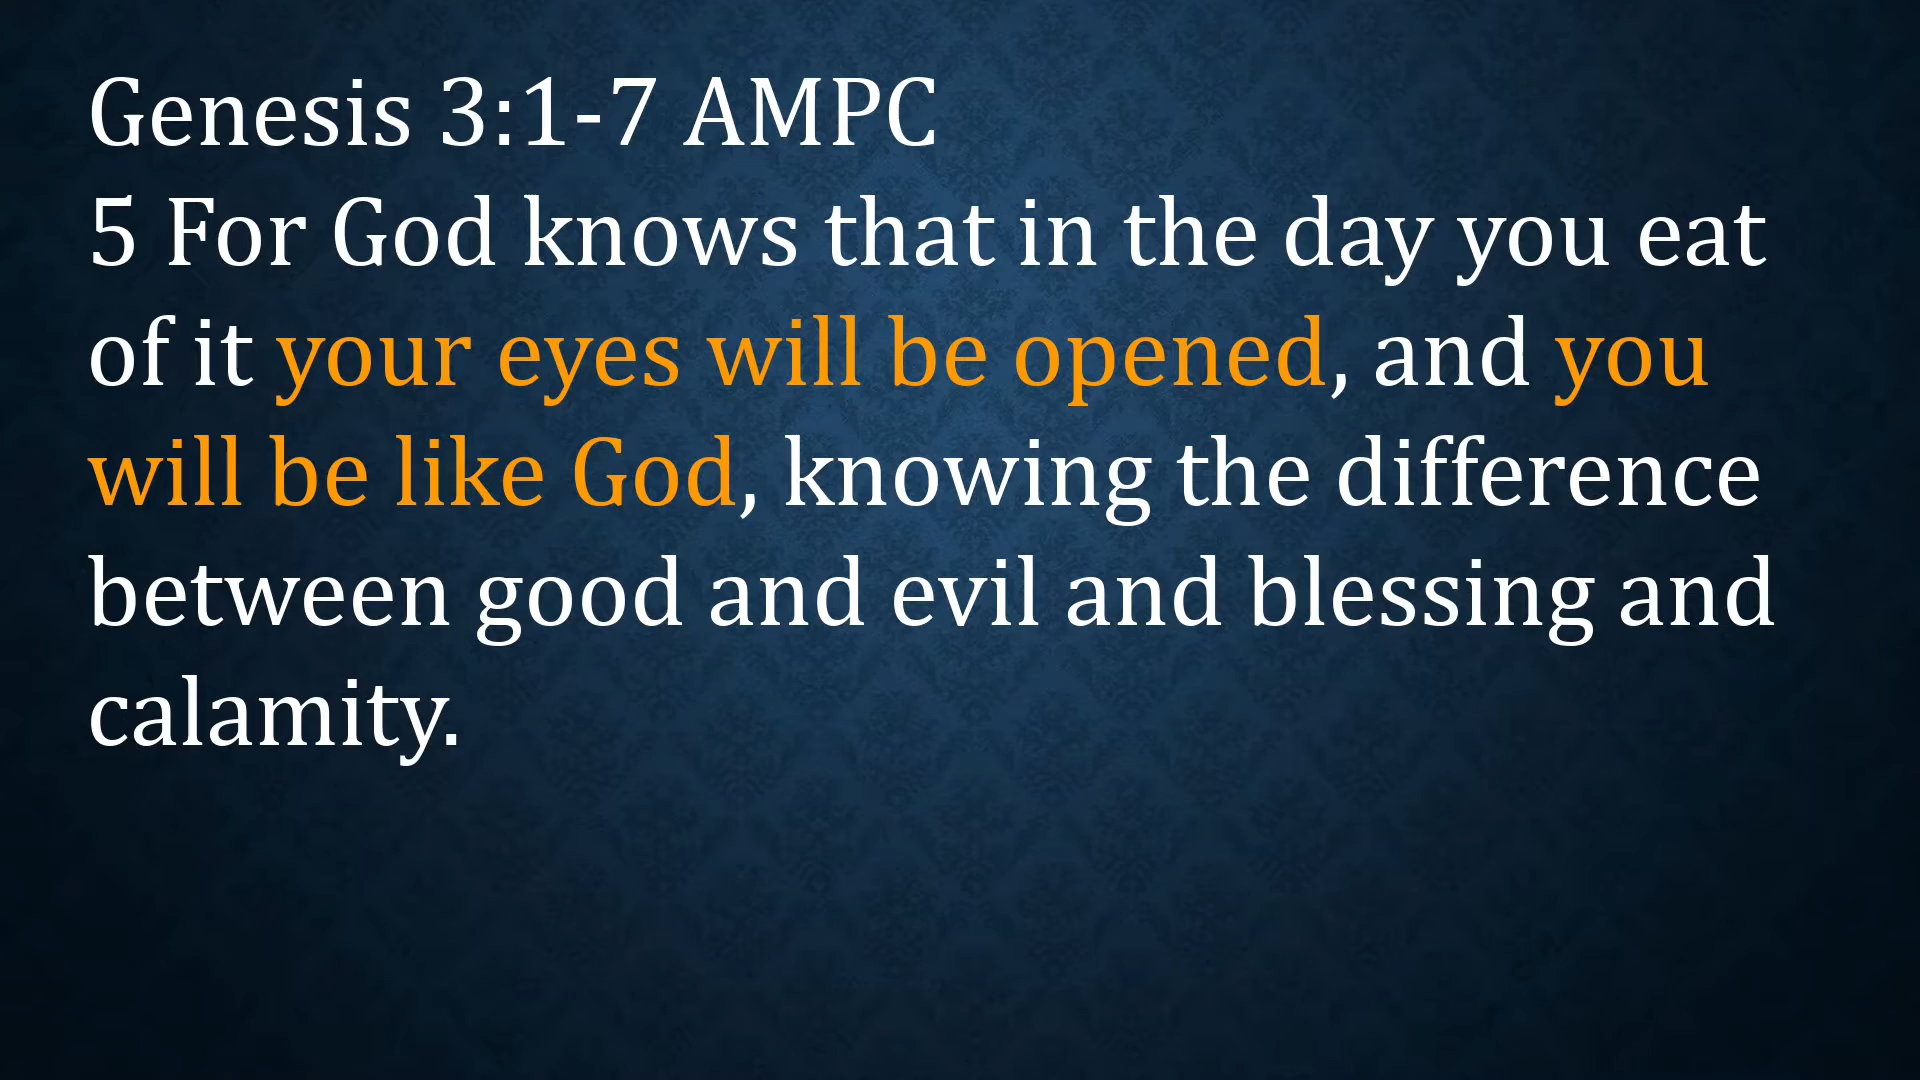 Genesis 3:1-7 AMPC
5 For God knows that in the day you eat
of it your eyes will be opened, and you
will be like God, knowing the difference
between good and evil and blessing and
calamity.